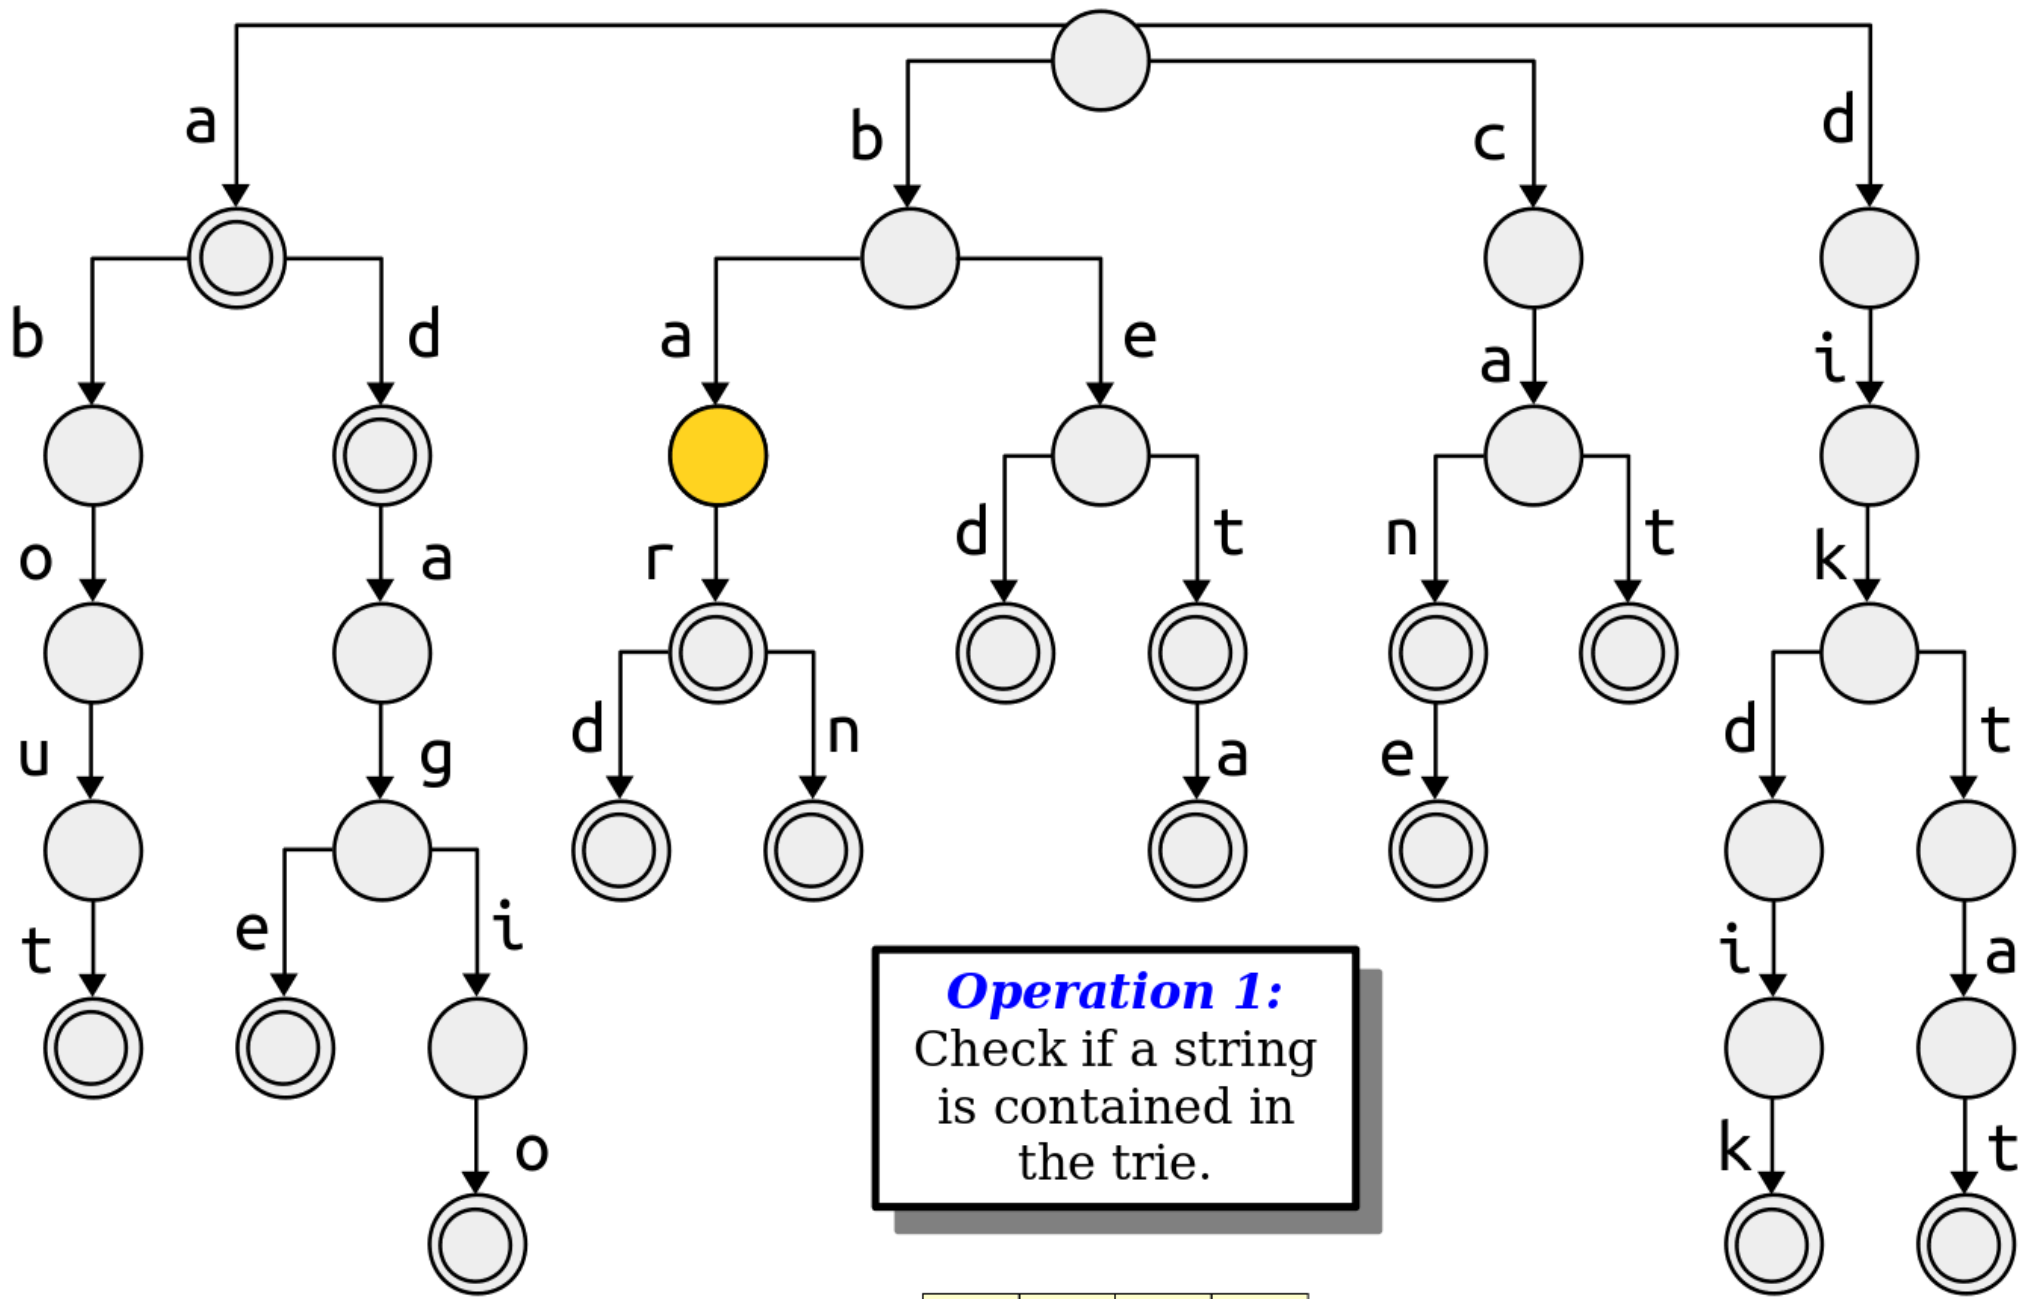 a
b
c
d
b
d
a
e
a
i
o
a
r
d
t
n
t
k
u
g
d
n
a
e
d
t
t
e
i
i
a
o
k
t
Operation 1:
Check if a string
is contained in
the trie.